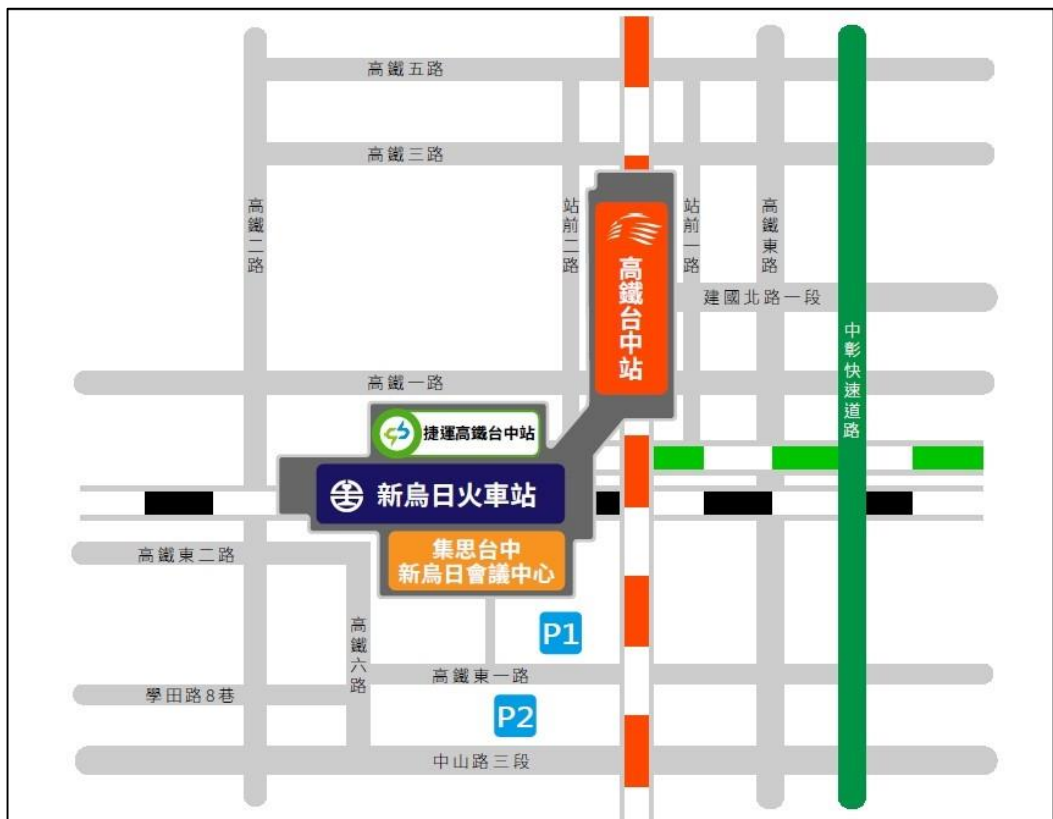 高鐵五路
高鐵三路
高鐵二路
站前二路
站前一路
高鐵東路
高鐵台中站
建國北路一段
中彰快速道路
高鐵一路
捷運高鐵台中站
新烏日火車站
集思台中
新烏日會議中心
高鐵東二路
高鐵六路
P1
高鐵東一路
學田路8巷
P2
中山路三段